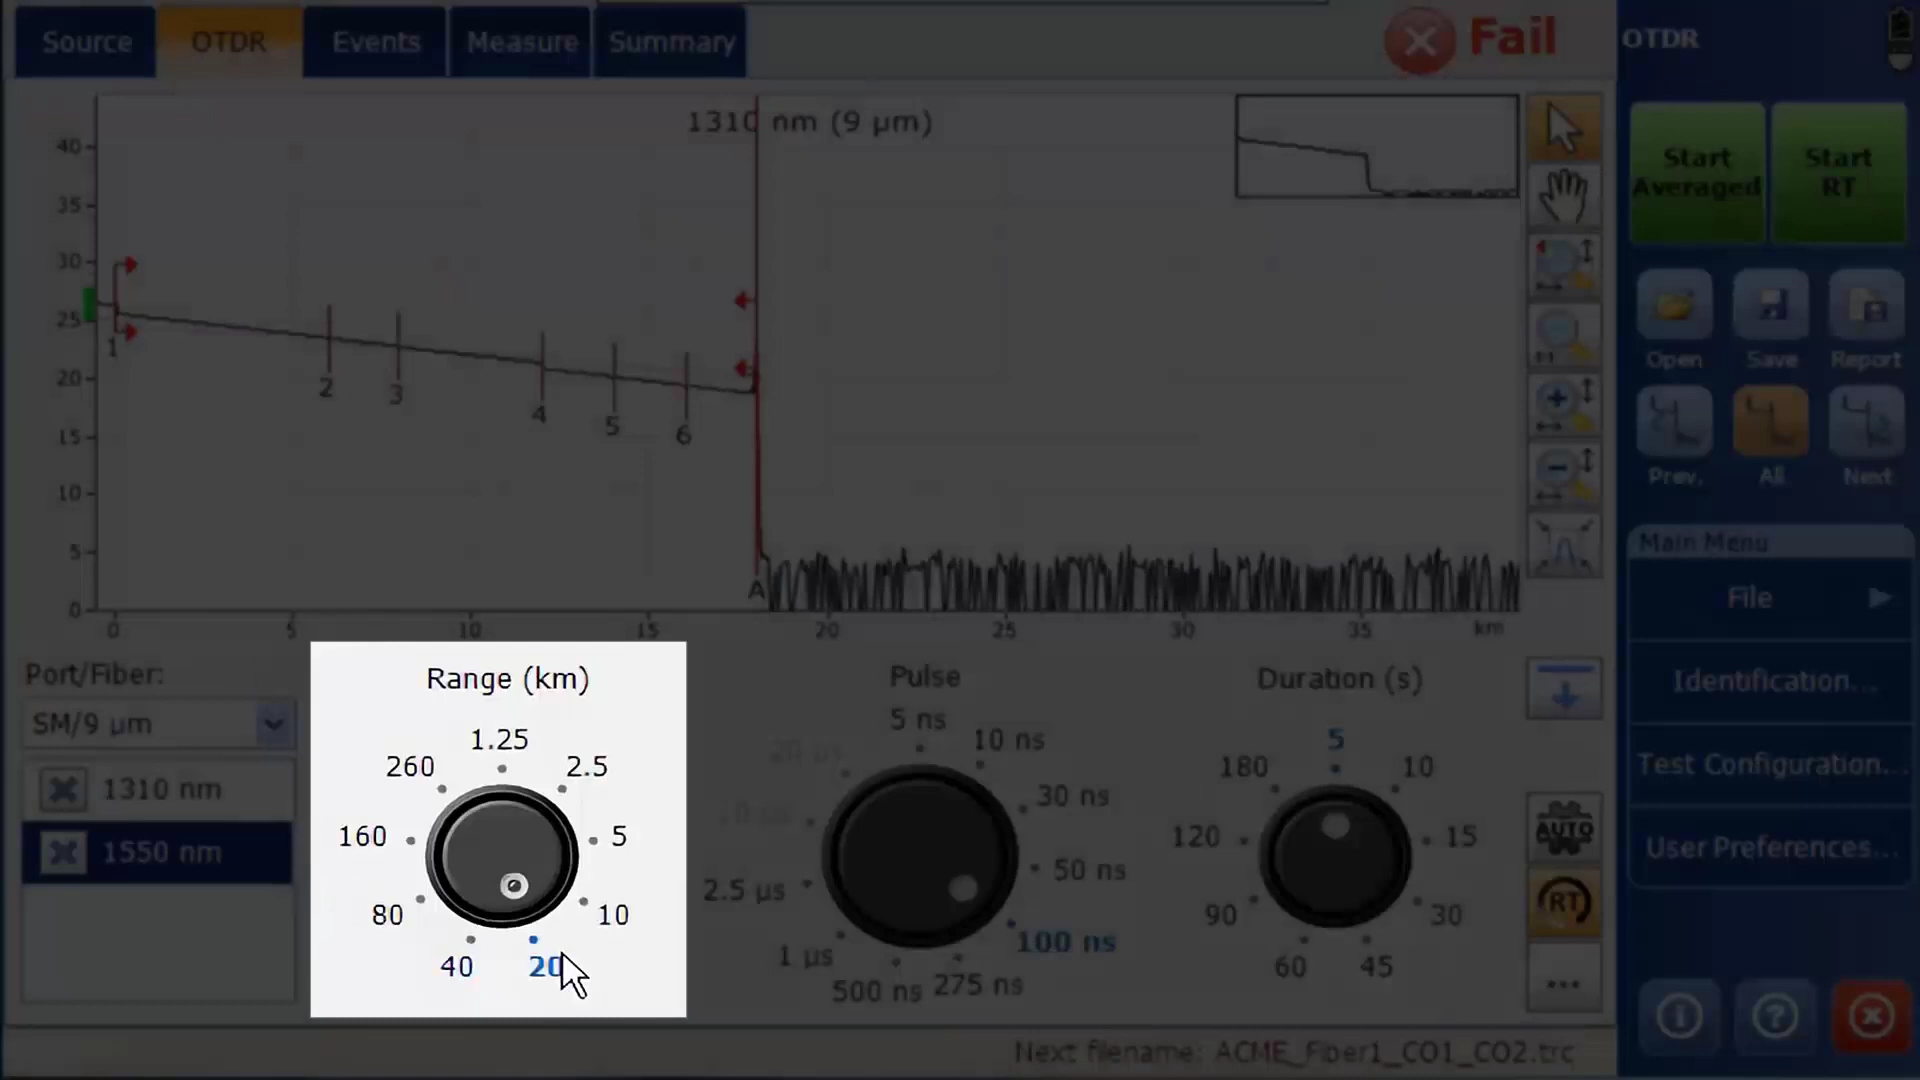 Source
OTDR
Events
Measure
Summary
Fail
OTDR
1310 nm (9 µm)
40
35
30
25
20
15
10
5
0
1
2
3
4
5
6
A
0
5
10
15
20
25
30
35
km
Start
Averaged
Start
RT
Open
Save
Report
Prev.
All
Next
Main Menu
File
Identification...
Test Configuration...
User Preferences...
Port/Fiber:
SM/9 µm
1310 nm
1550 nm
Range (km)
1.25
2.5
5
10
20
40
80
160
260
Pulse
5 ns
10 ns
30 ns
50 ns
100 ns
275 ns
500 ns
1 µs
2.5 µs
10 µs
20 µs
Duration (s)
5
10
15
30
45
60
90
120
180
AUTO
RT
...
Next filename: ACME_Fiber1_CO1_CO2.trc